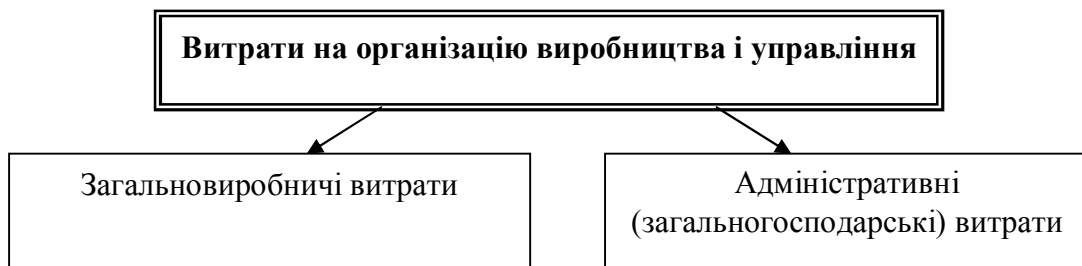 Витрати на організацію виробництва і управління
Загальновиробничі витрати
Адміністративні
(загальногосподарські) витрати